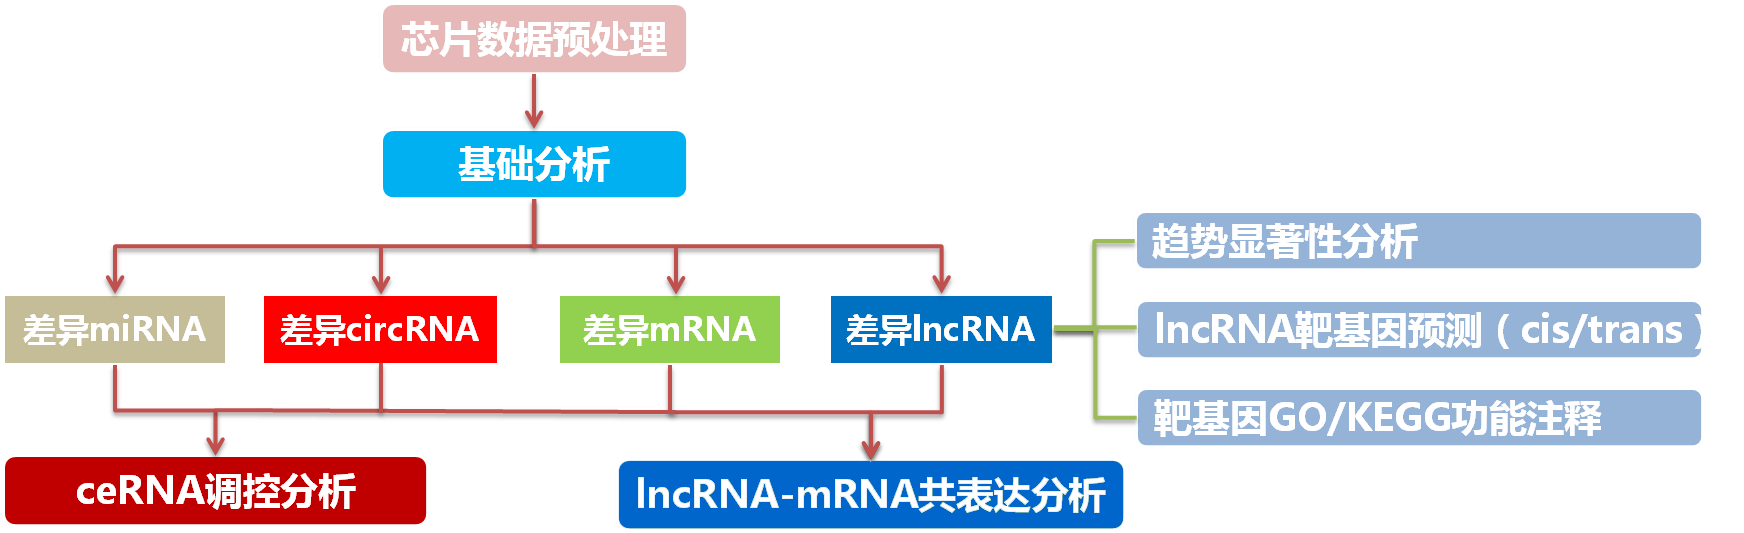 芯片数据预处理
基础分析
差异miRNA
差异circRNA
差异mRNA
差异lncRNA
趋势显著性分析
lncRNA靶基因预测（cis/trans）
靶基因GO/KEGG功能注释
ceRNA调控分析
lncRNA-mRNA共表达分析